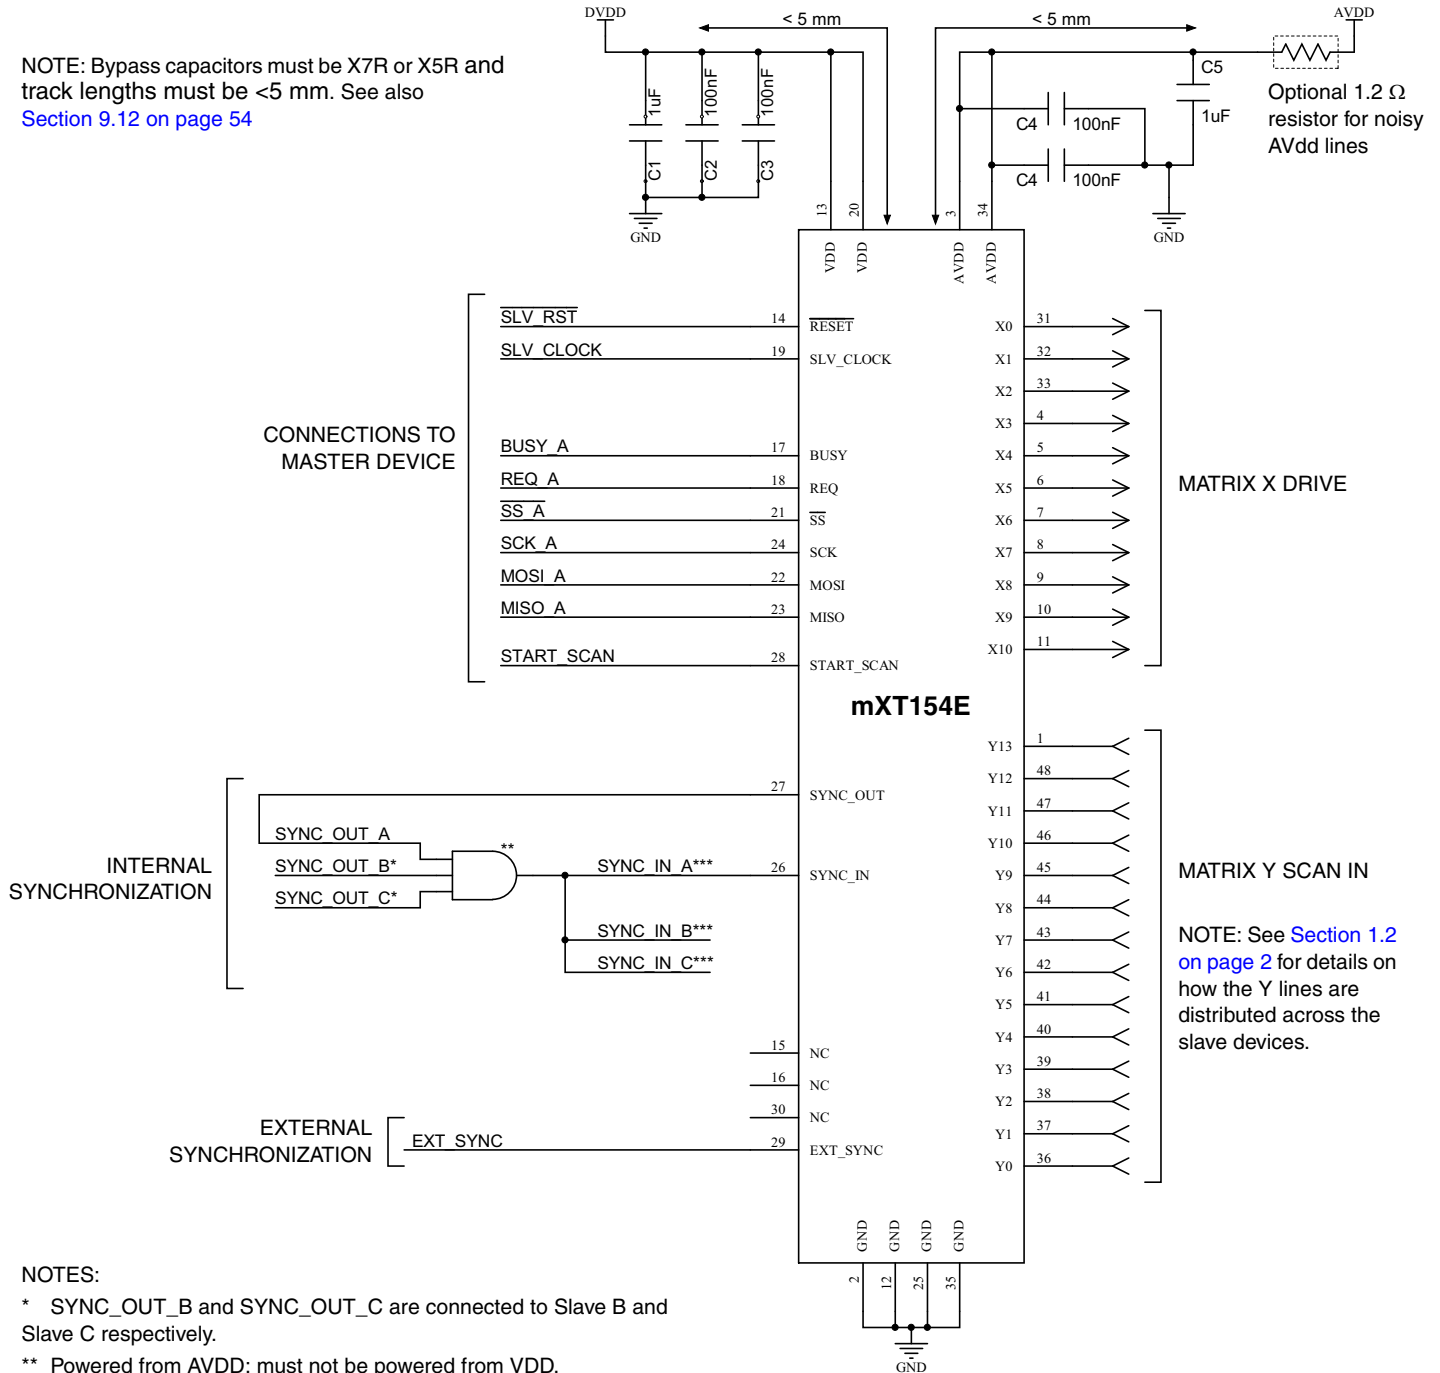 DVDD
< 5 mm
< 5 mm
AVDD
NOTE: Bypass capacitors must be X7R or X5R and
track lengths must be <5 mm. See also
Section 9.12 on page 54
1uF
100nF
100nF
C1
C2
C3
GND
C4
100nF
C4
100nF
C5
1uF
GND
Optional 1.2 Ω
resistor for noisy
AVdd lines
13
20
3
34
VDD
VDD
AVDD
AVDD
CONNECTIONS TO
MASTER DEVICE
SLV_RST 14 RESET
SLV_CLOCK 19 SLV_CLOCK
BUSY_A 17 BUSY
REQ_A 18 REQ
SS_A 21 SS
SCK_A 24 SCK
MOSI_A 22 MOSI
MISO_A 23 MISO
START_SCAN 28 START_SCAN
X0 31
X1 32
X2 33
X3 4
X4 5
X5 6
X6 7
X7 8
X8 9
X9 10
X10 11
MATRIX X DRIVE
mXT154E
INTERNAL
SYNCHRONIZATION
27 SYNC_OUT
SYNC_OUT_A
SYNC_OUT_B*
SYNC_OUT_C*
**
SYNC_IN_A*** 26 SYNC_IN
SYNC_IN_B***
SYNC_IN_C***
Y13 1
Y12 48
Y11 47
Y10 46
Y9 45
Y8 44
Y7 43
Y6 42
Y5 41
Y4 40
Y3 39
Y2 38
Y1 37
Y0 36
MATRIX Y SCAN IN
NOTE: See Section 1.2
on page 2 for details on
how the Y lines are
distributed across the
slave devices.
15 NC
16 NC
30 NC
EXTERNAL
SYNCHRONIZATION
EXT_SYNC 29 EXT_SYNC
GND
GND
GND
GND
2
12
25
35
GND
NOTES:
* SYNC_OUT_B and SYNC_OUT_C are connected to Slave B and
Slave C respectively.
** Powered from AVDD; must not be powered from VDD.